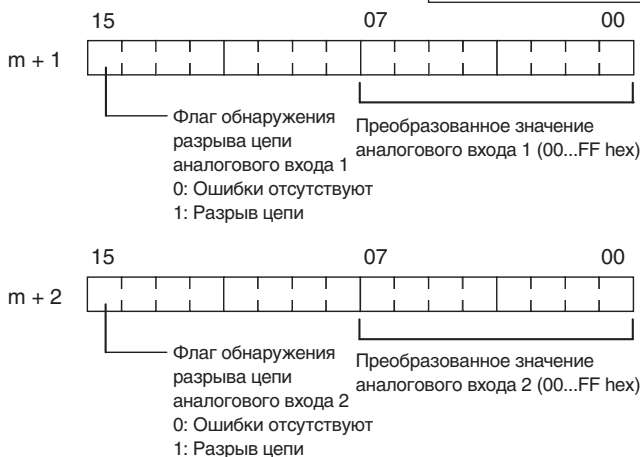 15 07 00
m + 1
Флаг обнаружения
разрыва цепи
аналогового входа 1
0: Ошибки отсутствуют
1: Разрыв цепи
Преобразованное значение
аналогового входа 1 (00...FF hex)
15 07 00
m + 2
Флаг обнаружения
разрыва цепи
аналогового входа 2
0: Ошибки отсутствуют
1: Разрыв цепи
Преобразованное значение
аналогового входа 2 (00...FF hex)